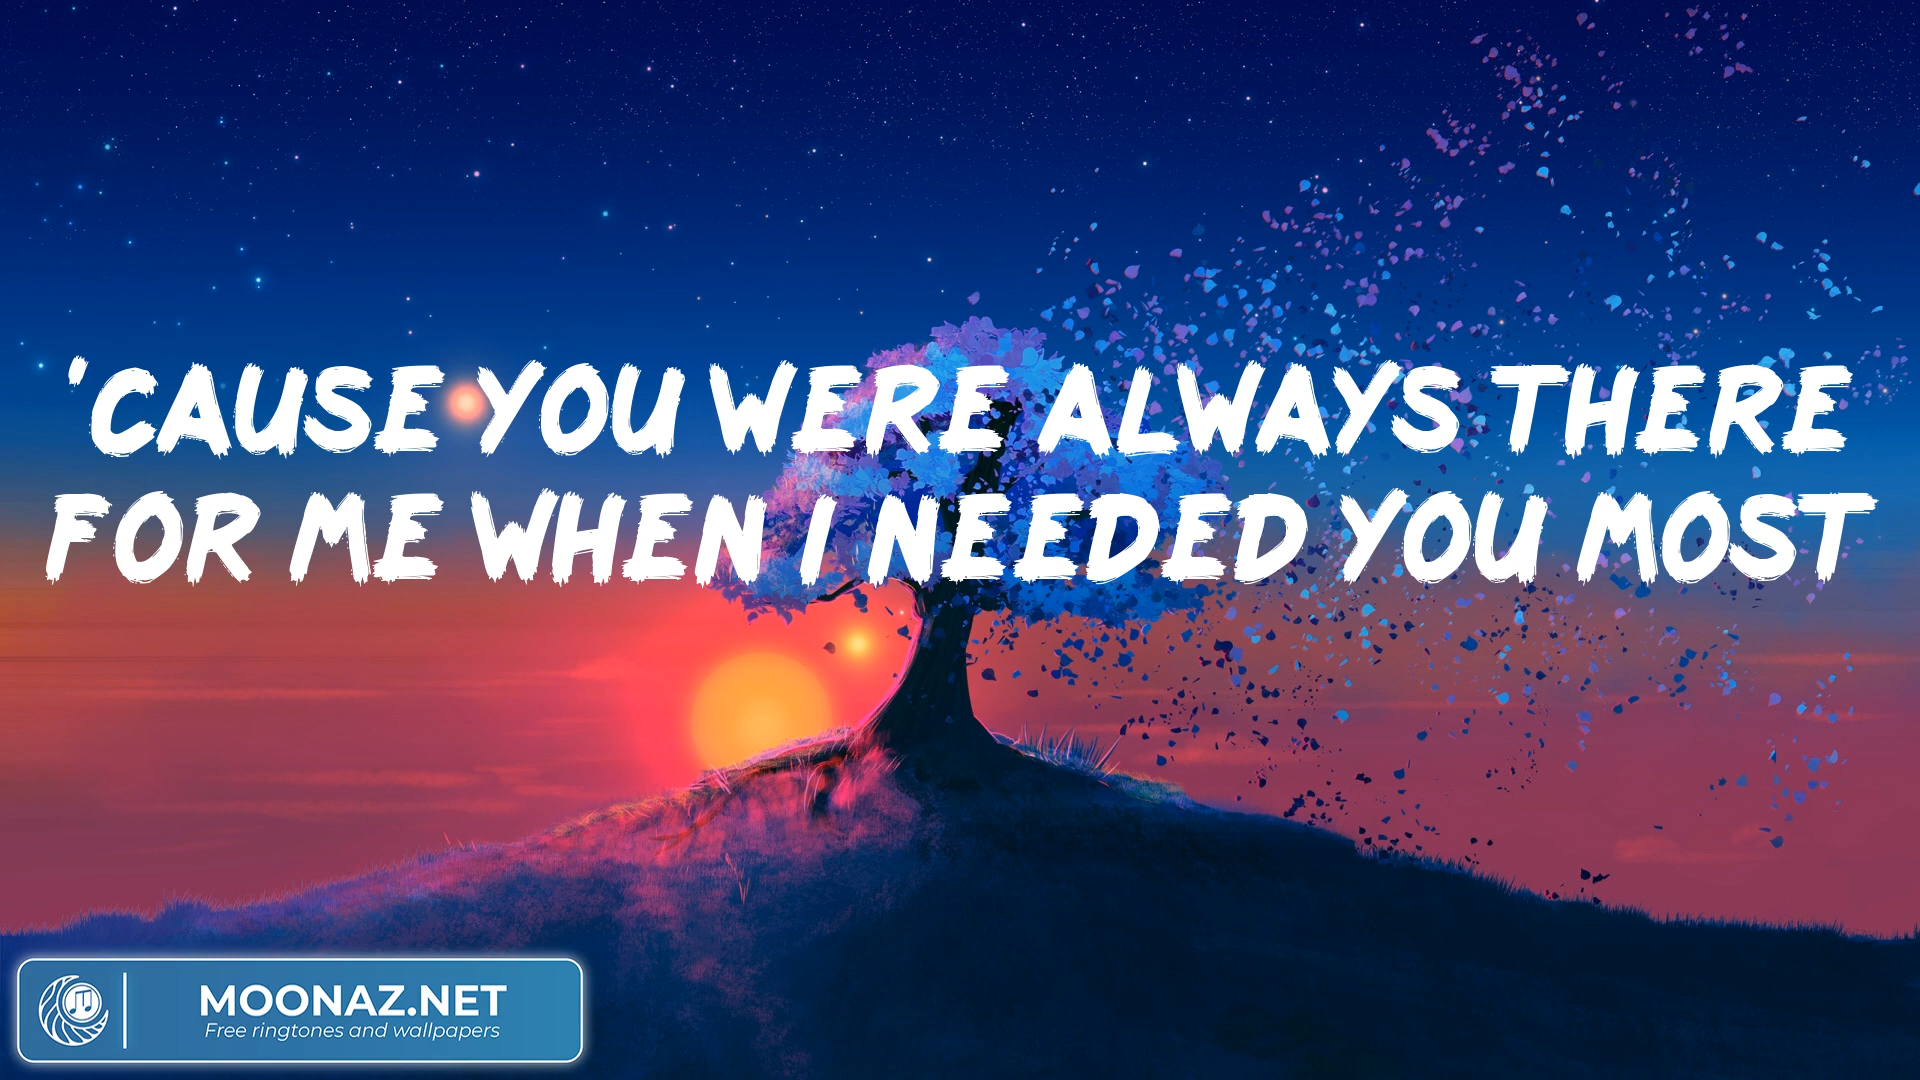 'CAUSE YOU WERE ALWAYS THERE
FOR ME WHEN I NEEDED YOU MOST
MOONAZ.NET
Free ringtones and wallpapers